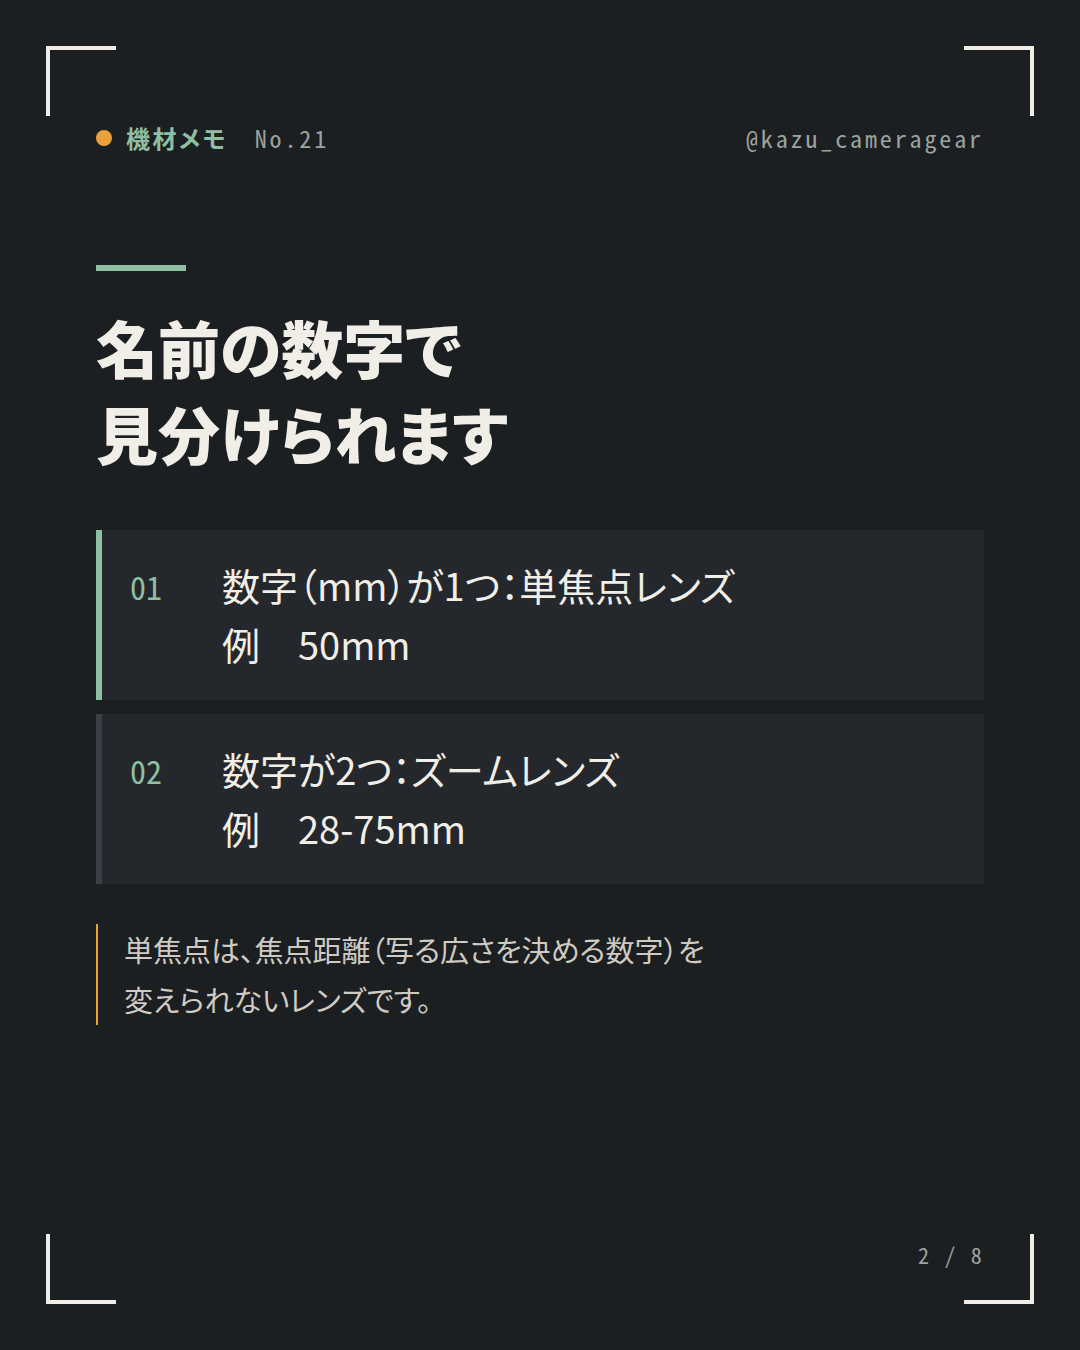 機材メモ No.21
@kazu_cameragear
名前の数字で
見分けられます
01 数字（mm）が1つ：単焦点レンズ
例　50mm
02 数字が2つ：ズームレンズ
例　28-75mm
単焦点は、焦点距離（写る広さを決める数字）を
変えられないレンズです。
2 / 8